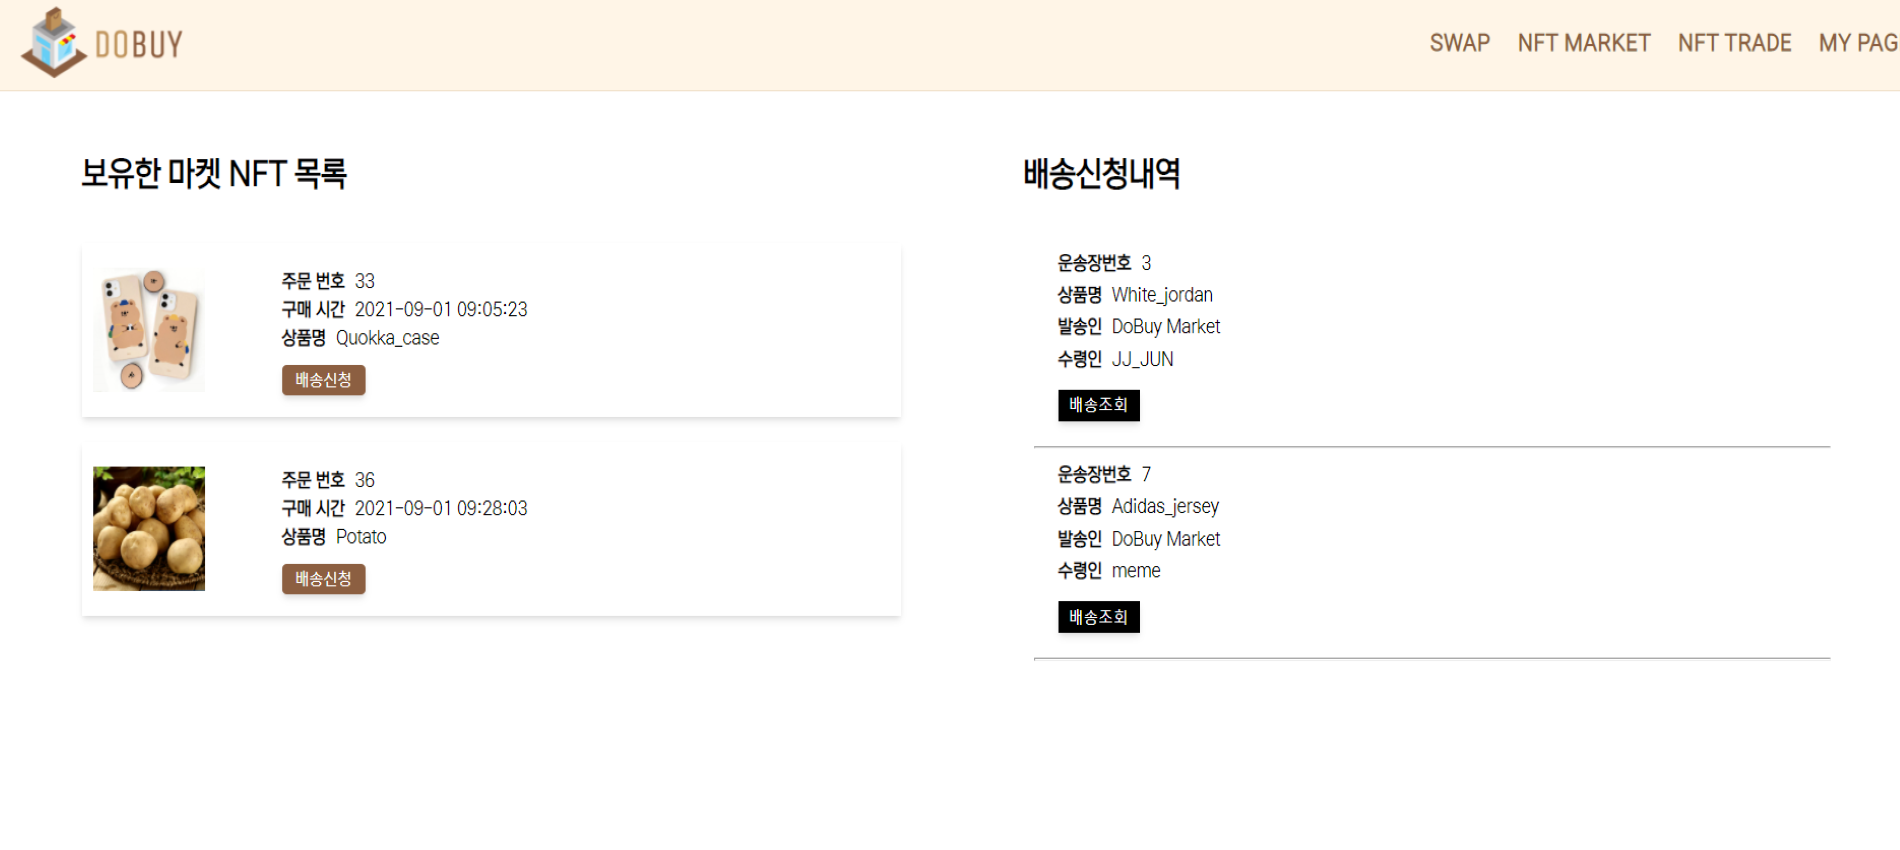 DOBUY
SWAP NFT MARKET NFT TRADE MY PAG
보유한 마켓 NFT 목록
주문 번호 33
구매 시간 2021-09-01 09:05:23
상품명 Quokka_case
배송신청
주문 번호 36
구매 시간 2021-09-01 09:28:03
상품명 Potato
배송신청
배송신청내역
운송장번호 3
상품명 White_jordan
발송인 DoBuy Market
수령인 JJ_JUN
배송조회
운송장번호 7
상품명 Adidas_jersey
발송인 DoBuy Market
수령인 meme
배송조회